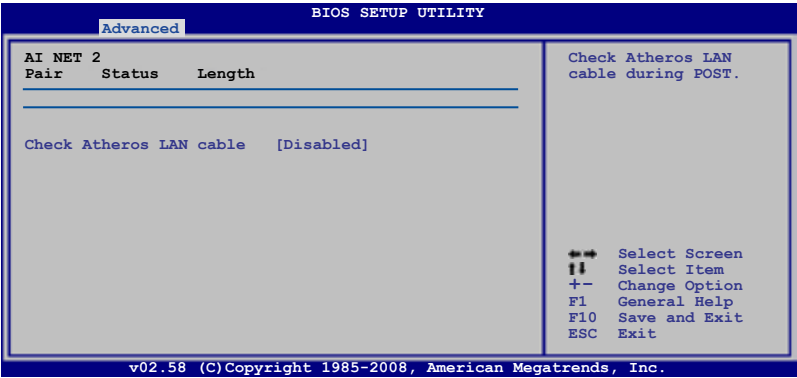 BIOS SETUP UTILITY
Advanced
AI NET 2
Pair Status Length
Check Atheros LAN cable [Disabled]
Check Atheros LAN
cable during POST.
Select Screen
Select Item
+- Change Option
F1 General Help
F10 Save and Exit
ESC Exit
v02.58 (C)Copyright 1985-2008, American Megatrends, Inc.